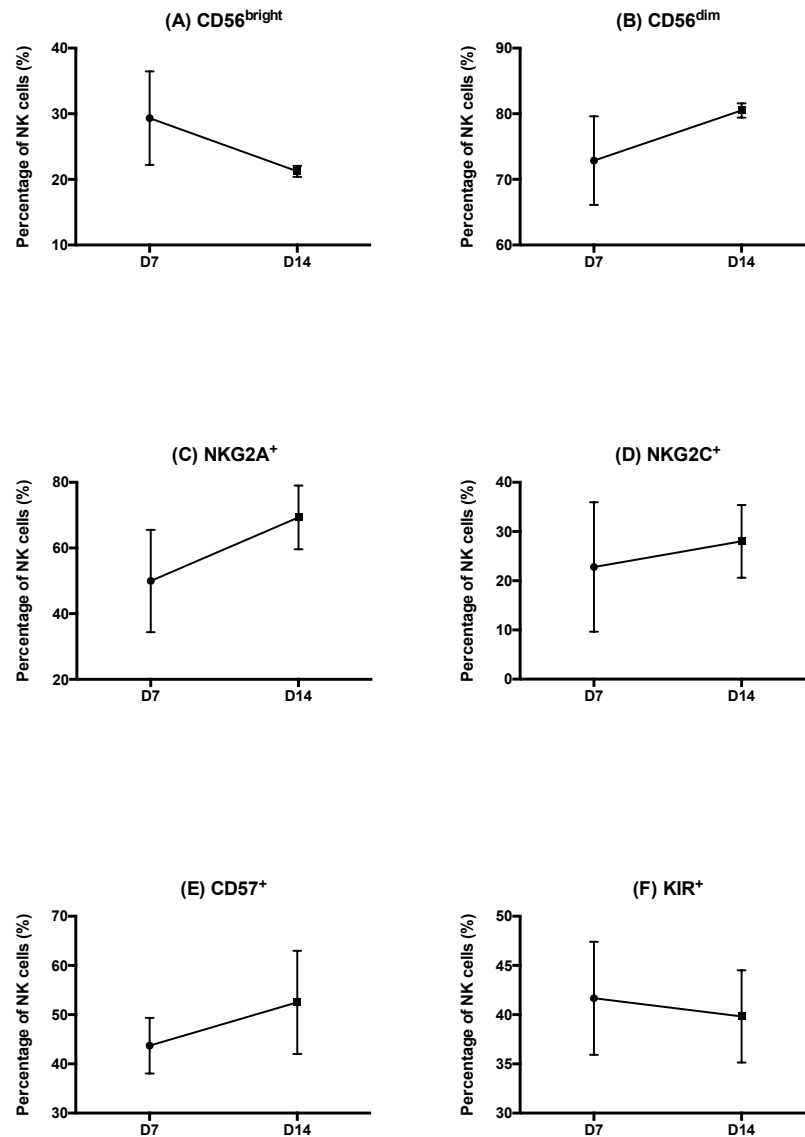 (A) CD56bright
Percentage of NK cells (%)
40
30
20
10
D7 D14
(B) CD56dim
Percentage of NK cells (%)
90
80
70
60
D7 D14
(C) NKG2A+
Percentage of NK cells (%)
80
60
40
20
D7 D14
(D) NKG2C+
Percentage of NK cells (%)
40
30
20
10
0
D7 D14
(E) CD57+
Percentage of NK cells (%)
70
60
50
40
30
D7 D14
(F) KIR+
Percentage of NK cells (%)
50
45
40
35
30
D7 D14